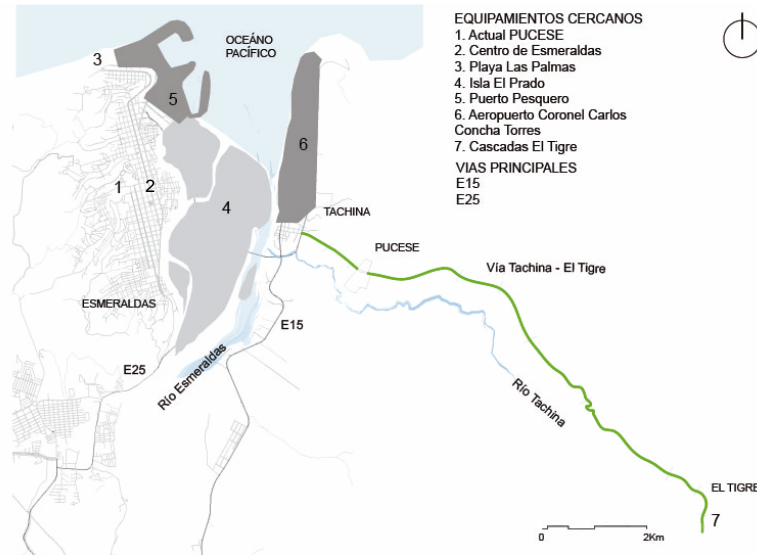 EQUIPAMIENTOS CERCANOS
1. Actual PUCESE
2. Centro de Esmeraldas
3. Playa Las Palmas
4. Isla El Prado
5. Puerto Pesquero
6. Aeropuerto Coronel Carlos
Concha Torres
7. Cascadas El Tigre
VIAS PRINCIPALES
E15
E25
OCEÁNO
PACÍFICO
3
5
6
1
2
4
TACHINA
PUCESE
Vía Tachina - El Tigre
ESMERALDAS
E15
E25
Río Esmeraldas
Río Tachina
EL TIGRE
7
0
2Km